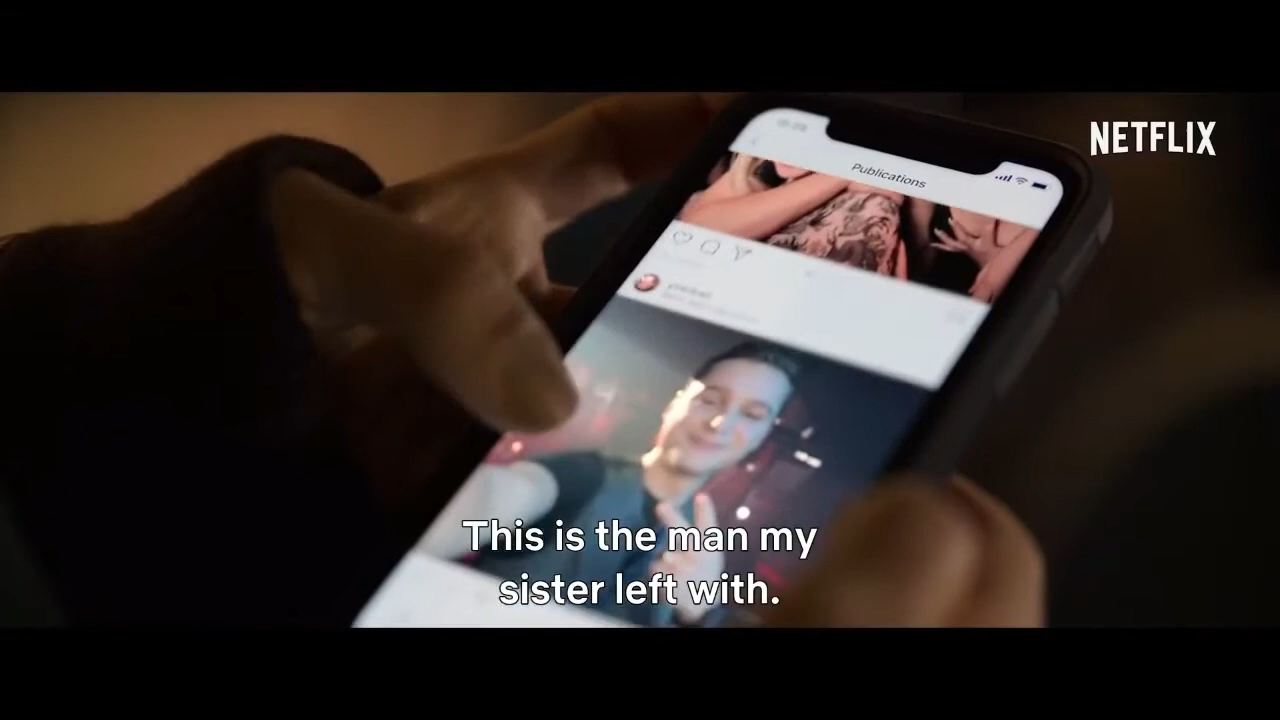 NETFLIX
Publications
This is the man my
sister left with.